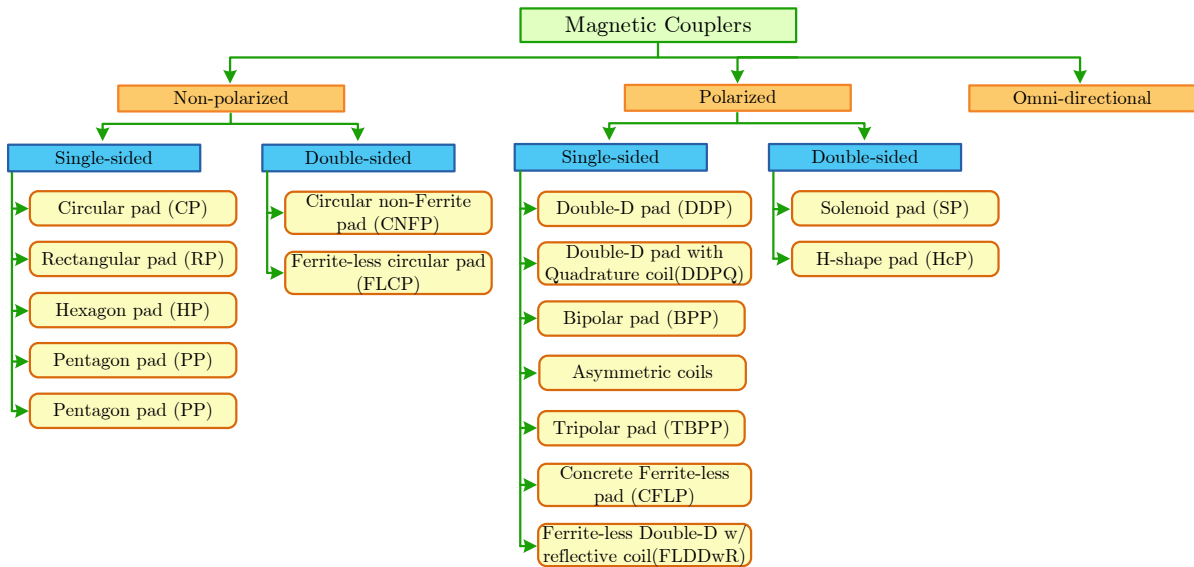 Magnetic Couplers
Non-polarized
Polarized
Omni-directional
Single-sided
Double-sided
Single-sided
Double-sided
Circular pad (CP)
Rectangular pad (RP)
Hexagon pad (HP)
Pentagon pad (PP)
Pentagon pad (PP)
Circular non-Ferrite
pad (CNFP)
Ferrite-less circular pad
(FLCP)
Double-D pad (DDP)
Double-D pad with
Quadrature coil(DDPQ)
Bipolar pad (BPP)
Asymmetric coils
Tripolar pad (TBPP)
Concrete Ferrite-less
pad (CFLP)
Ferrite-less Double-D w/
reflective coil(FLDDwR)
Solenoid pad (SP)
H-shape pad (HcP)